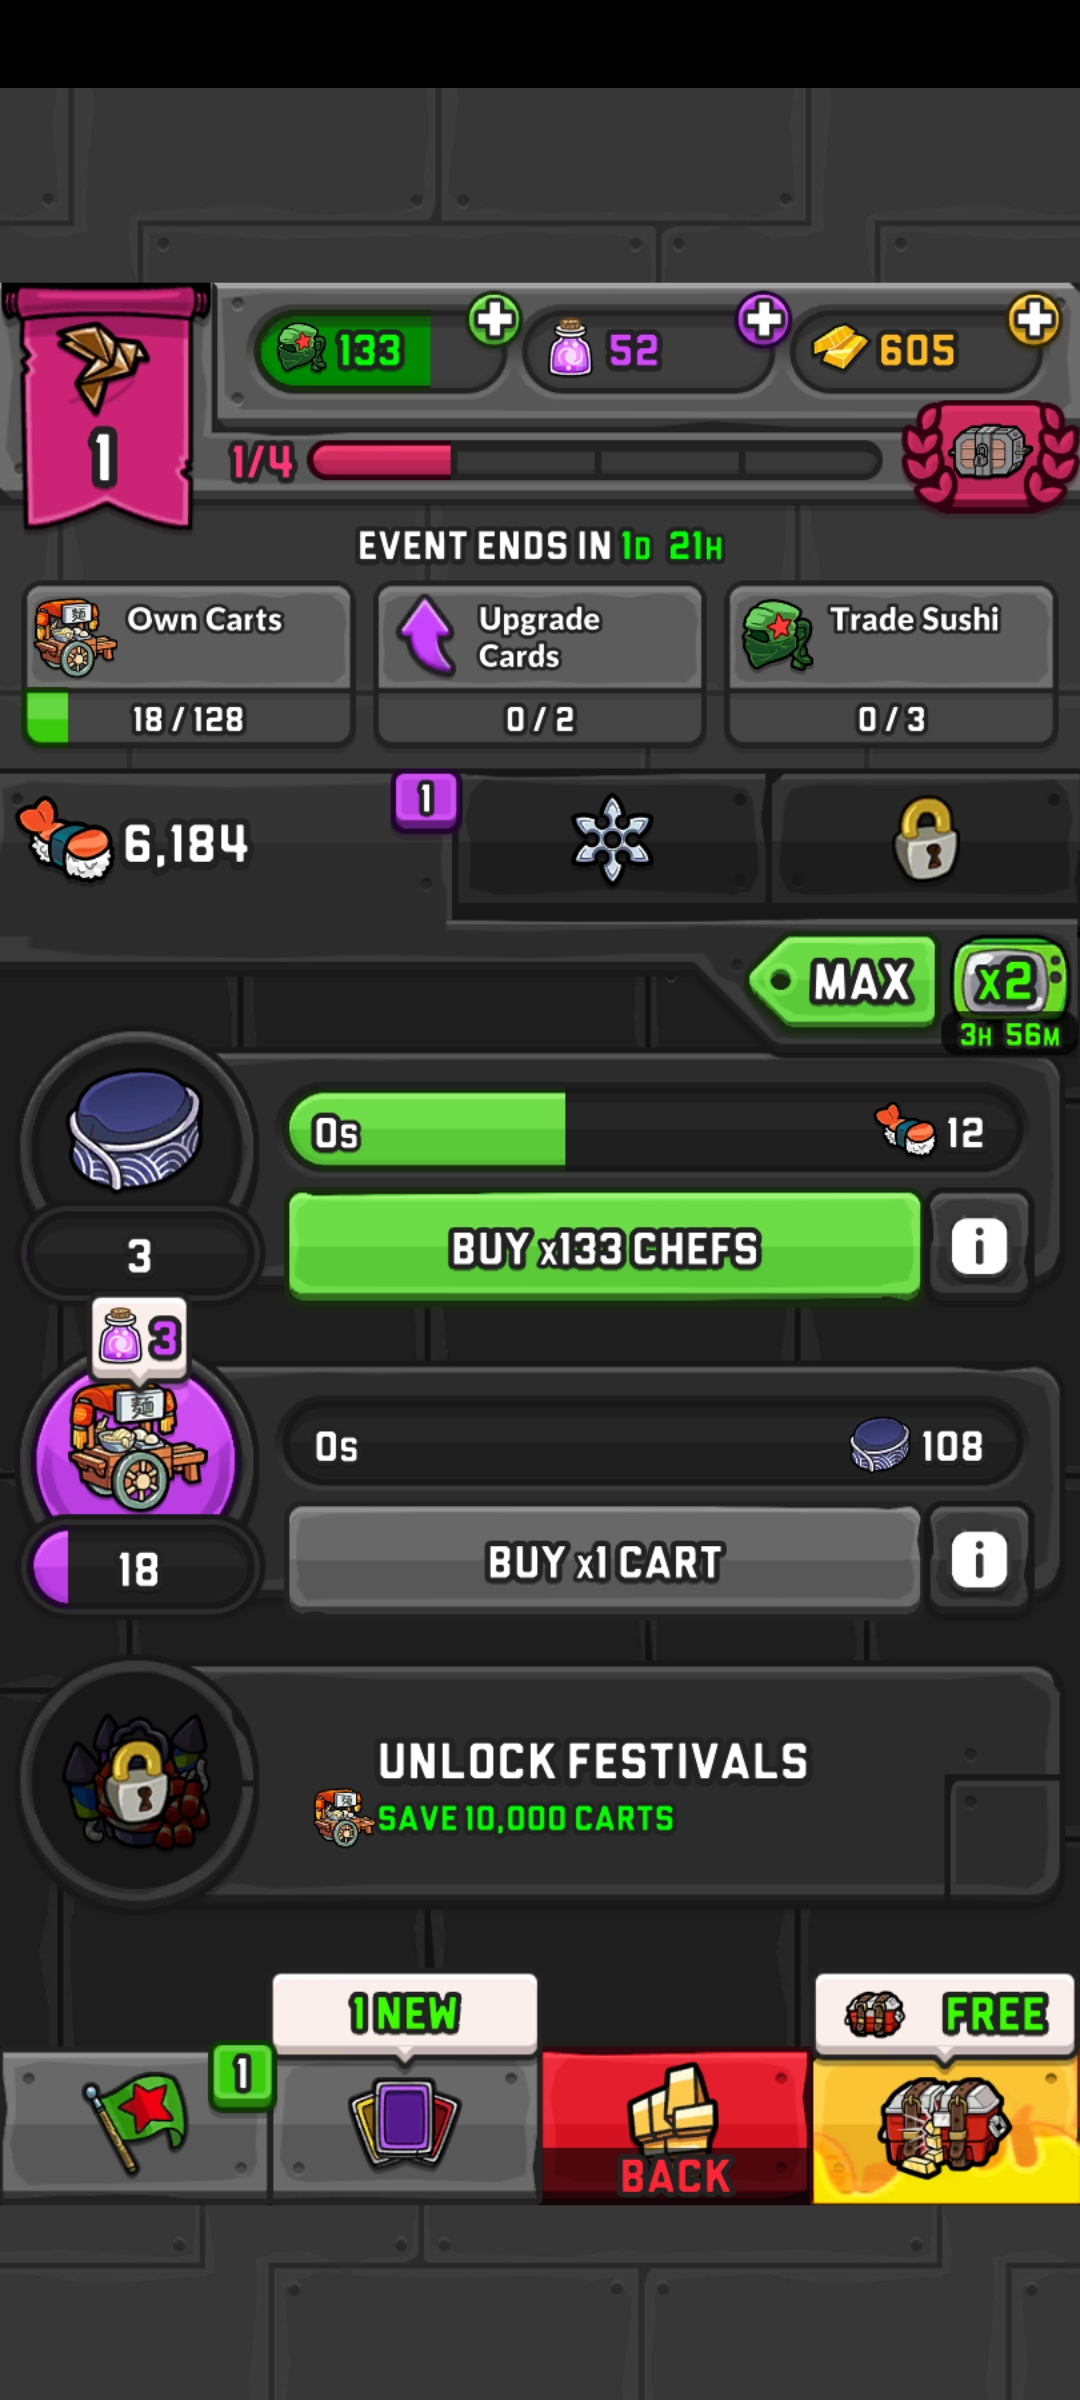 133
52
605
1
1/4
EVENT ENDS IN 1D 21H
Own Carts
18 / 128
Upgrade
Cards
0 / 2
Trade Sushi
0 / 3
6,184
1
MAX
x2
3H 56M
0s
12
BUY x133 CHEFS
i
3
3
麺
0s
108
BUY x1 CART
i
18
UNLOCK FESTIVALS
SAVE 10,000 CARTS
1
1 NEW
BACK
FREE